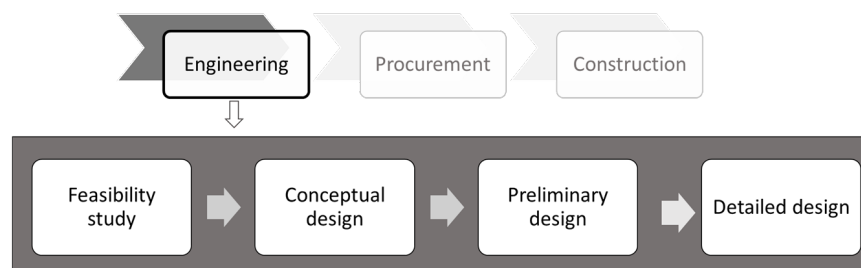 Engineering
Procurement
Construction
Feasibility
study
Conceptual
design
Preliminary
design
Detailed design